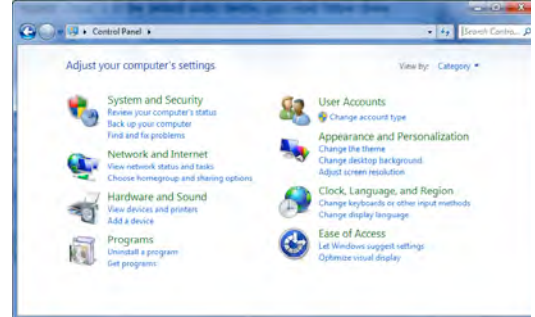 Control Panel
Search Contro...
Adjust your computer's settings
View by: Category
System and Security
Review your computer's status
Back up your computer
Find and fix problems
Network and Internet
View network status and tasks
Choose homegroup and sharing options
Hardware and Sound
View devices and printers
Add a device
Programs
Uninstall a program
Get programs
User Accounts
Change account type
Appearance and Personalization
Change the theme
Change desktop background
Adjust screen resolution
Clock, Language, and Region
Change keyboards or other input methods
Change display language
Ease of Access
Let Windows suggest settings
Optimize visual display